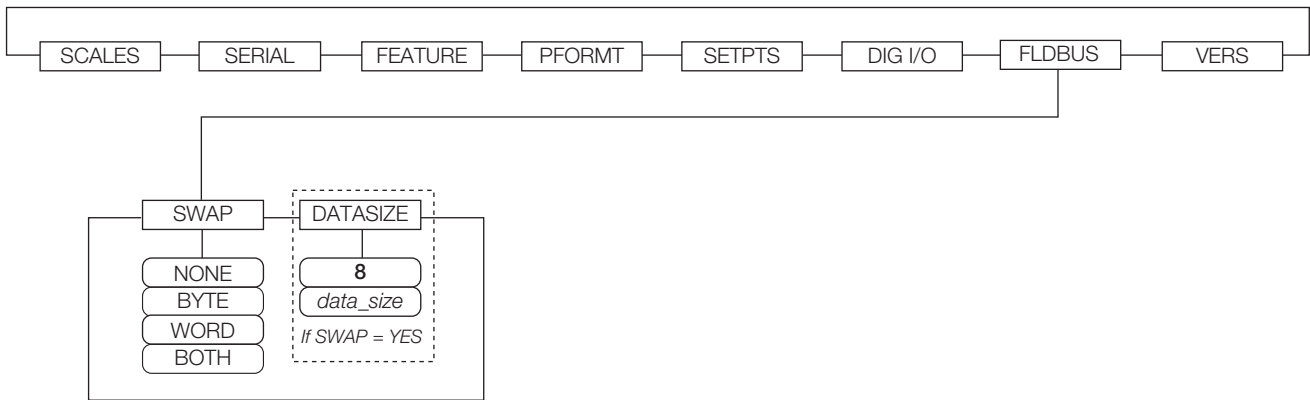 SCALES
SERIAL
FEATURE
PFORMT
SETPTS
DIG I/O
FLDBUS
VERS
SWAP
DATASIZE
NONE
8
BYTE
data_size
WORD
If SWAP = YES
BOTH